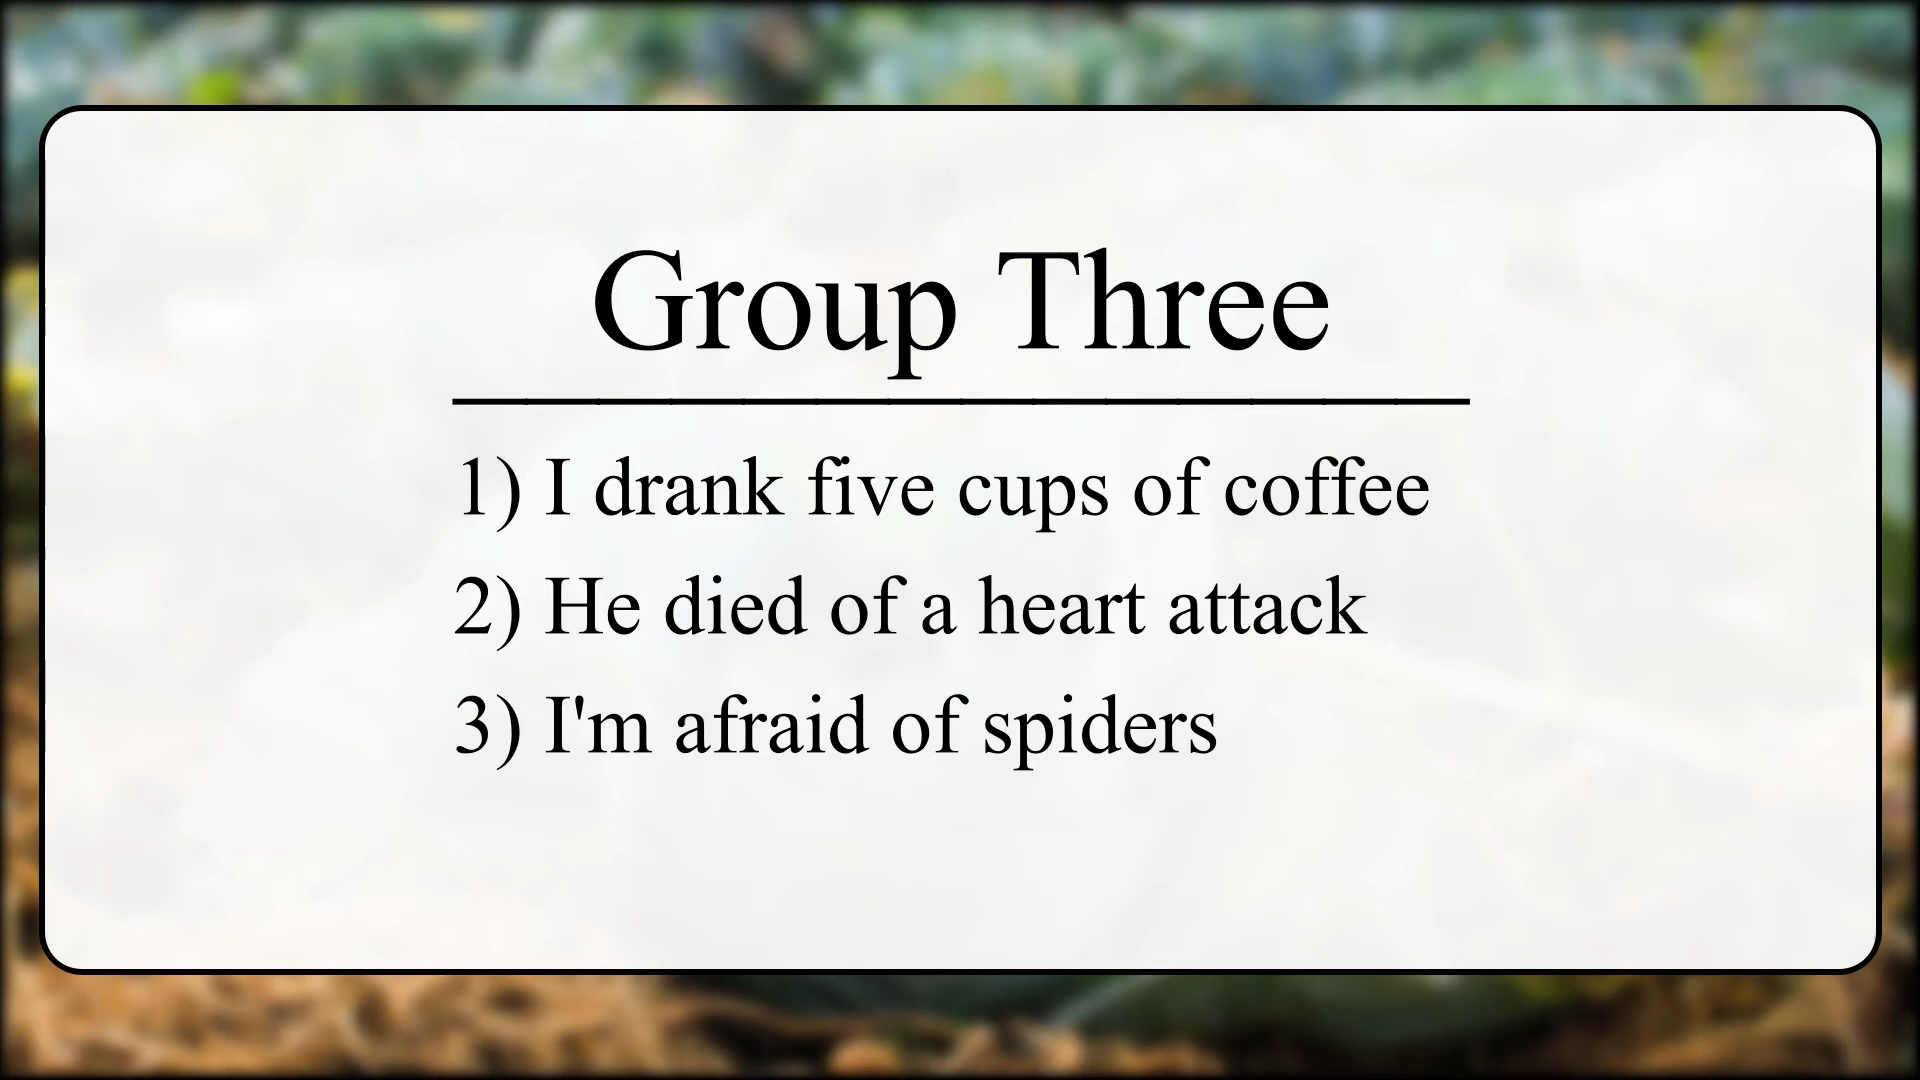 Group Three
1) I drank five cups of coffee
2) He died of a heart attack
3) I'm afraid of spiders